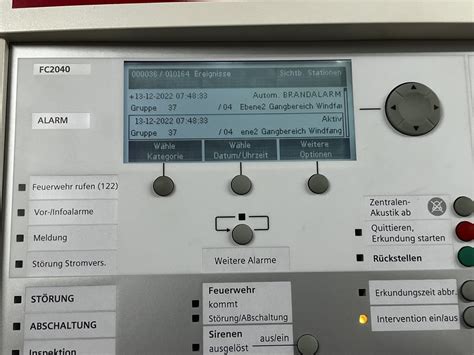 FC2040
000036 / 010164 Ereignisse Sichtb. Stationen
+13-12-2022 07:48:33 Autom. BRANDALARM
Gruppe 37 / 04 Ebene2 Gangbereich Windfa
13-12-2022 07:48:33 Aktiv
Gruppe 37 / 04 ene2 Gangbereich Windfang
Wähle Kategorie
Wähle Datum/Uhrzeit
Weitere Optionen
ALARM
Feuerwehr rufen (122)
Vor-/Infoalarme
Meldung
Störung Stromvers.
Weitere Alarme
Zentralen-
Akustik ab
Quittieren,
Erkundung starten
Rückstellen
STÖRUNG
ABSCHALTUNG
Inspektion
Feuerwehr
kommt
Störung/ABschaltung
Sirenen ein/aus
ausgelöst
Erkundungszeit abbr.
Intervention ein/aus